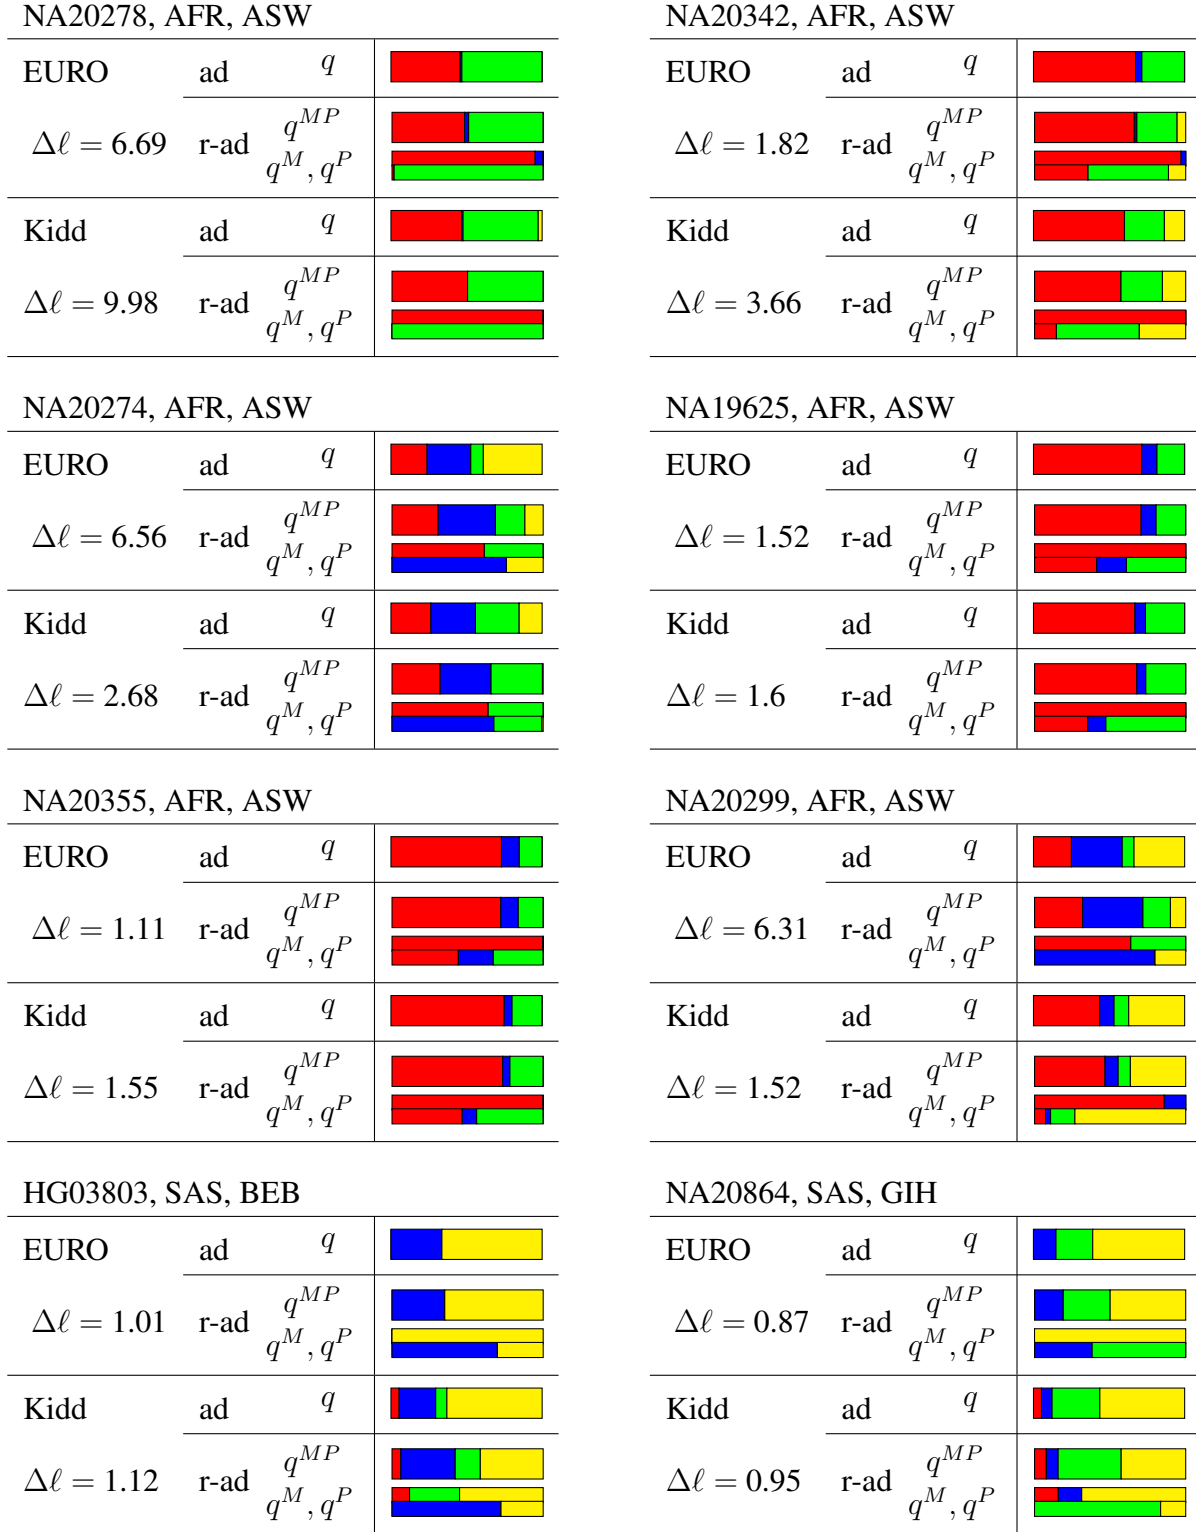 NA20278, AFR, ASW
EURO ad q
Δℓ = 6.69 r-ad q^{MP}
q^M, q^P
Kidd ad q
Δℓ = 9.98 r-ad q^{MP}
q^M, q^P
NA20342, AFR, ASW
EURO ad q
Δℓ = 1.82 r-ad q^{MP}
q^M, q^P
Kidd ad q
Δℓ = 3.66 r-ad q^{MP}
q^M, q^P
NA20274, AFR, ASW
EURO ad q
Δℓ = 6.56 r-ad q^{MP}
q^M, q^P
Kidd ad q
Δℓ = 2.68 r-ad q^{MP}
q^M, q^P
NA19625, AFR, ASW
EURO ad q
Δℓ = 1.52 r-ad q^{MP}
q^M, q^P
Kidd ad q
Δℓ = 1.6 r-ad q^{MP}
q^M, q^P
NA20355, AFR, ASW
EURO ad q
Δℓ = 1.11 r-ad q^{MP}
q^M, q^P
Kidd ad q
Δℓ = 1.55 r-ad q^{MP}
q^M, q^P
NA20299, AFR, ASW
EURO ad q
Δℓ = 6.31 r-ad q^{MP}
q^M, q^P
Kidd ad q
Δℓ = 1.52 r-ad q^{MP}
q^M, q^P
HG03803, SAS, BEB
EURO ad q
Δℓ = 1.01 r-ad q^{MP}
q^M, q^P
Kidd ad q
Δℓ = 1.12 r-ad q^{MP}
q^M, q^P
NA20864, SAS, GIH
EURO ad q
Δℓ = 0.87 r-ad q^{MP}
q^M, q^P
Kidd ad q
Δℓ = 0.95 r-ad q^{MP}
q^M, q^P